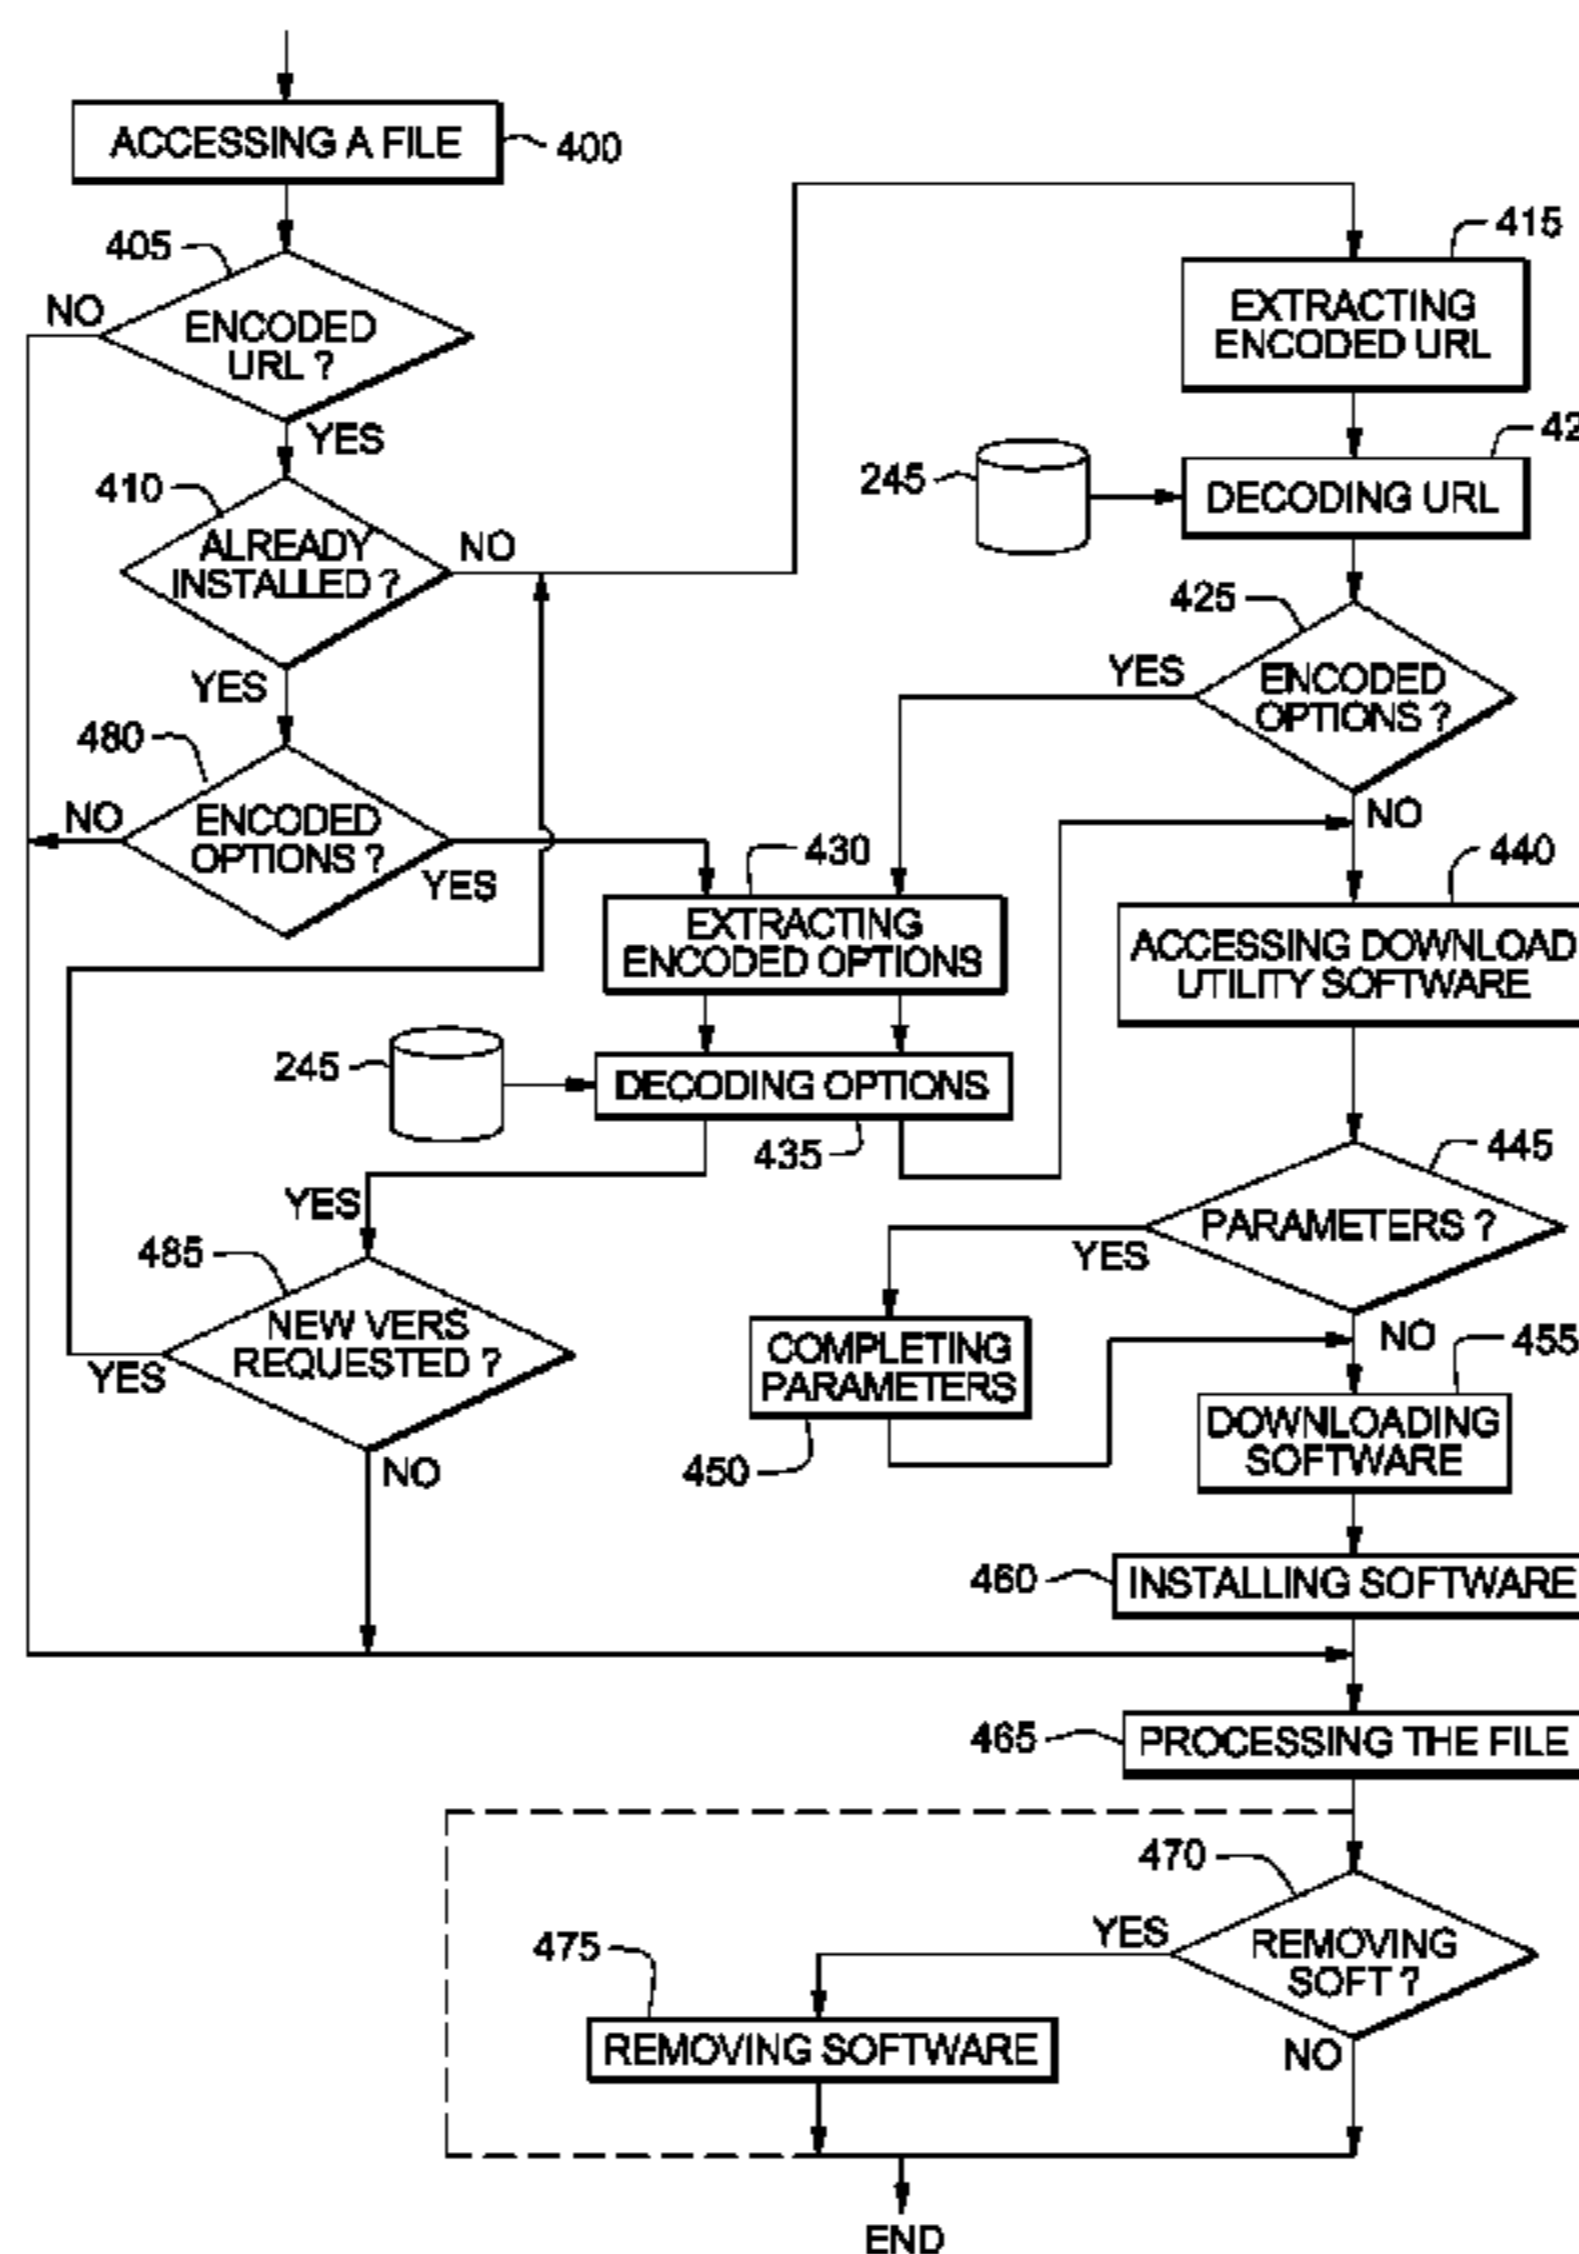 ACCESSING A FILE
400
405
NO
ENCODED
URL ?
YES
410
ALREADY
INSTALLED ?
NO
YES
480
NO
ENCODED
OPTIONS ?
YES
415
EXTRACTING
ENCODED URL
42
245
DECODING URL
425
YES
ENCODED
OPTIONS ?
NO
430
EXTRACTING
ENCODED OPTIONS
440
ACCESSING DOWNLOAD
UTILITY SOFTWARE
245
DECODING OPTIONS
435
YES
485
NEW VERS
REQUESTED ?
YES
NO
445
PARAMETERS ?
YES
NO
COMPLETING
PARAMETERS
450
455
DOWNLOADING
SOFTWARE
460
INSTALLING SOFTWARE
465
PROCESSING THE FILE
470
YES
REMOVING
SOFT ?
475
REMOVING SOFTWARE
NO
END